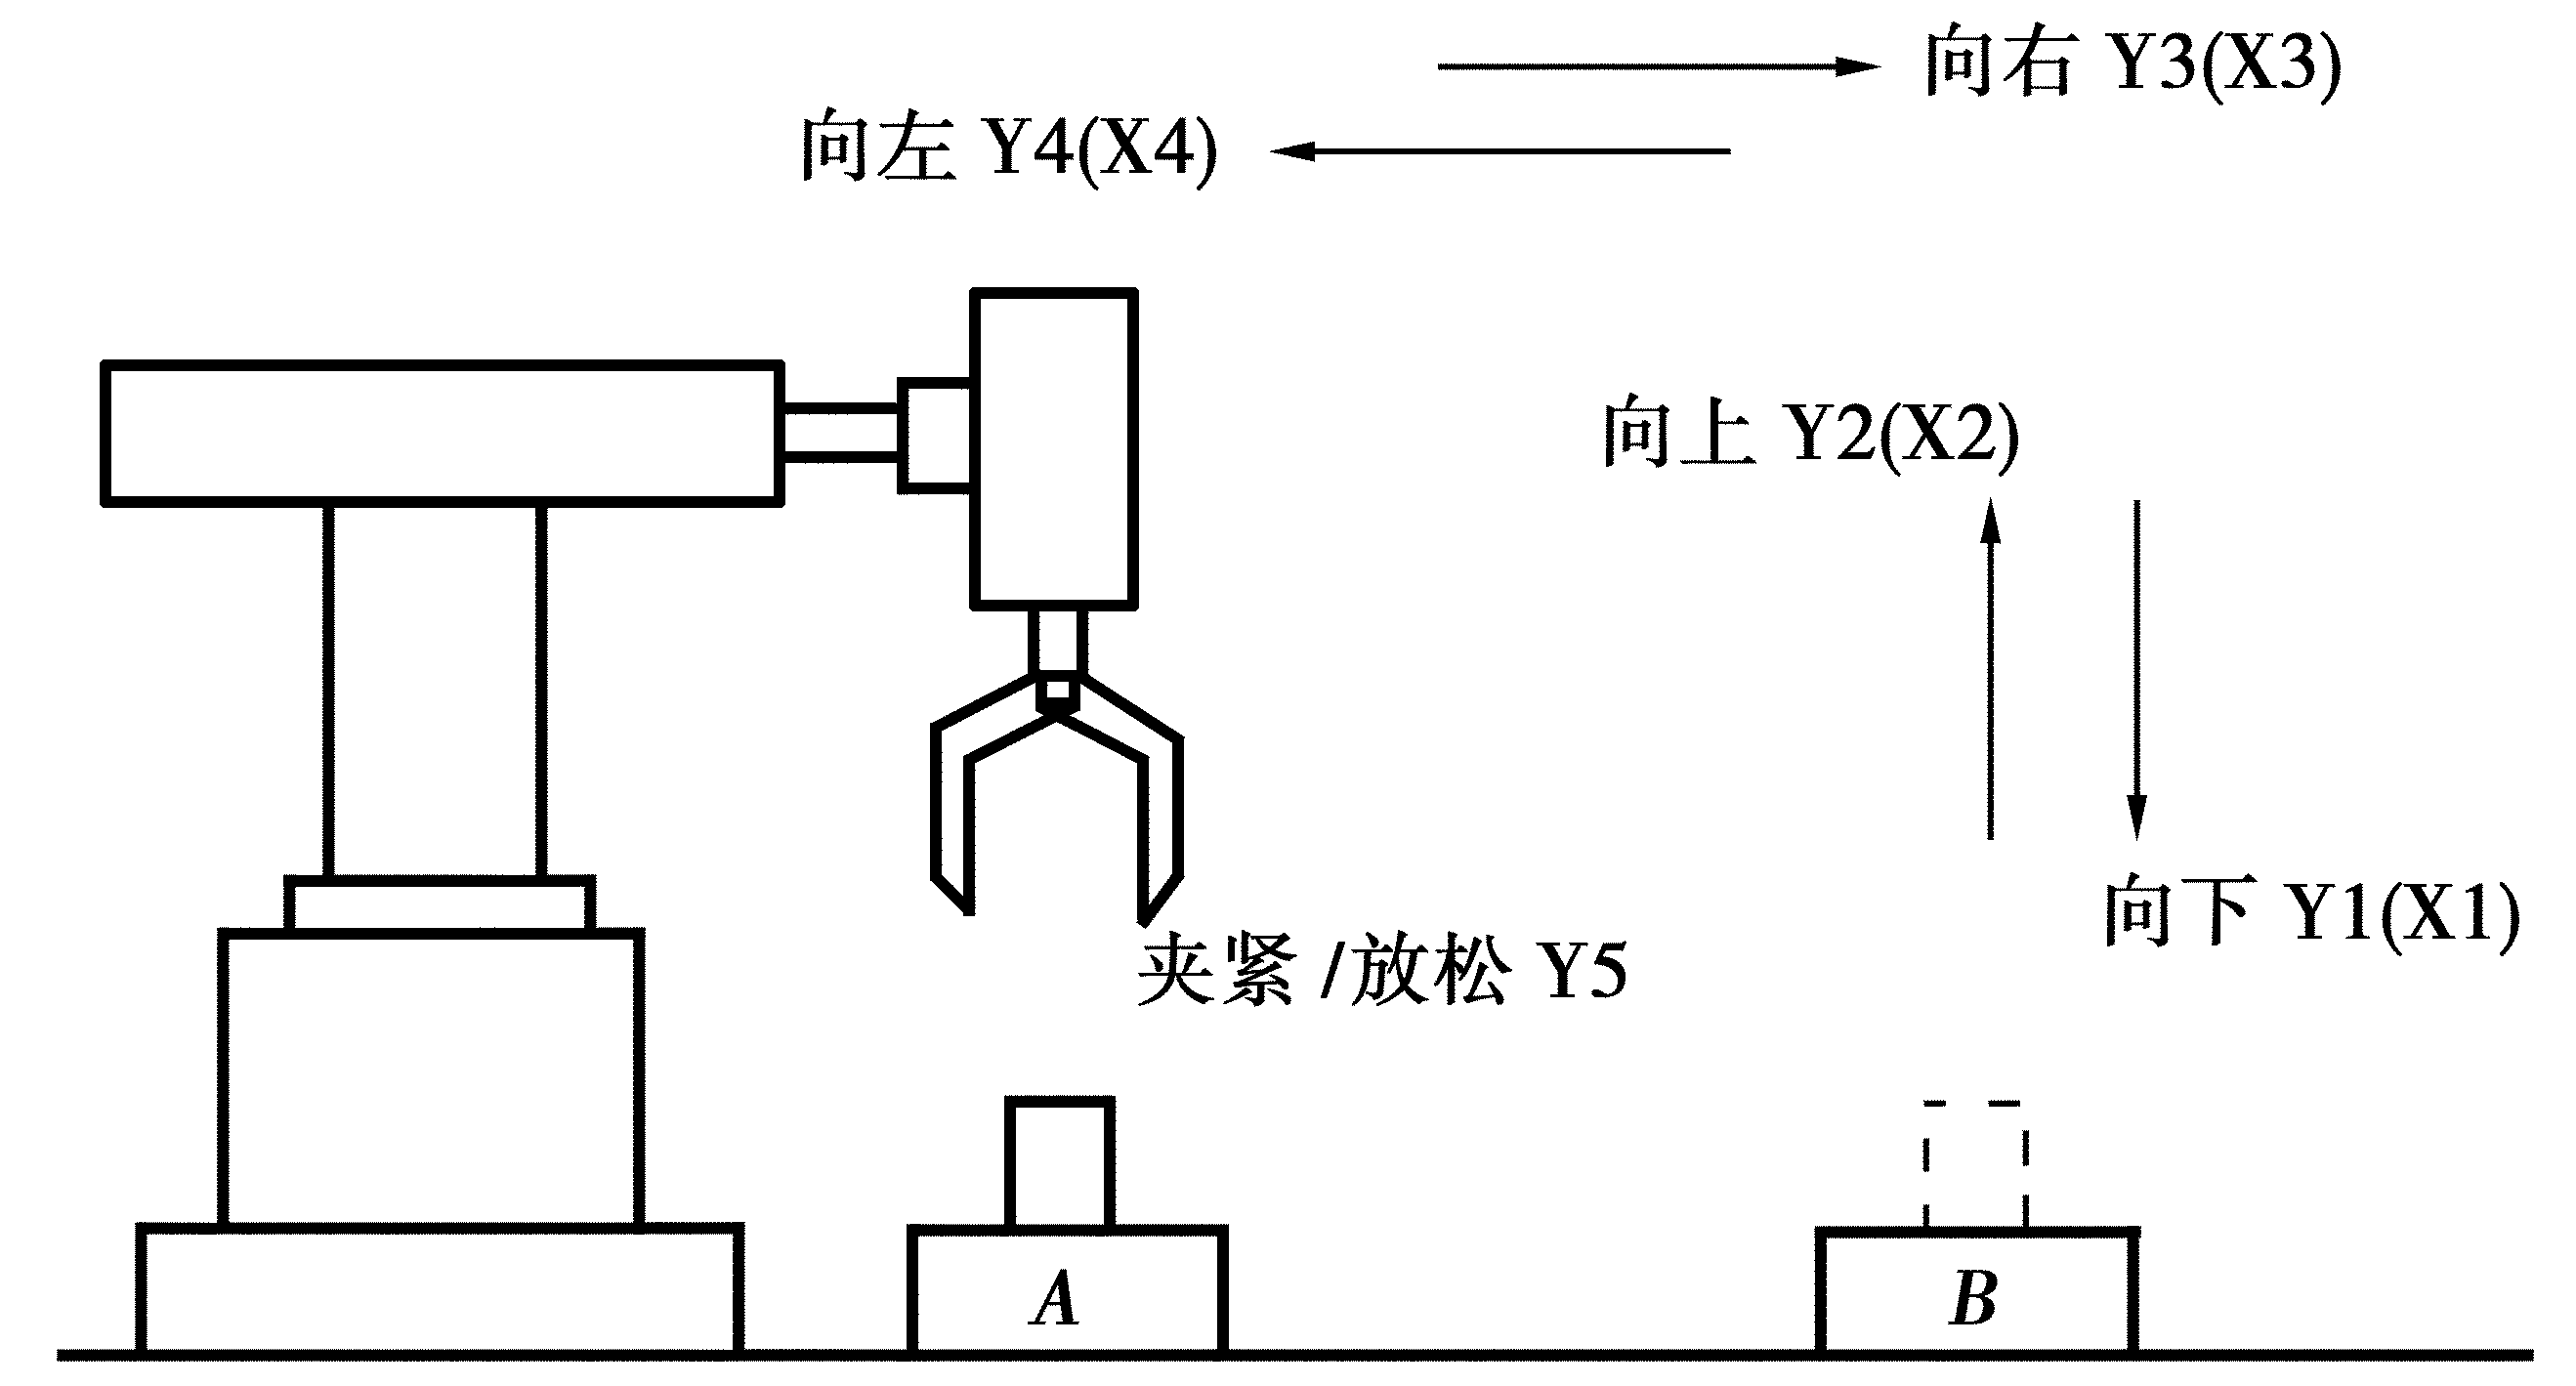 向右 Y3(X3)
向左 Y4(X4)
向上 Y2(X2)
向下 Y1(X1)
夹紧/放松 Y5
A
B